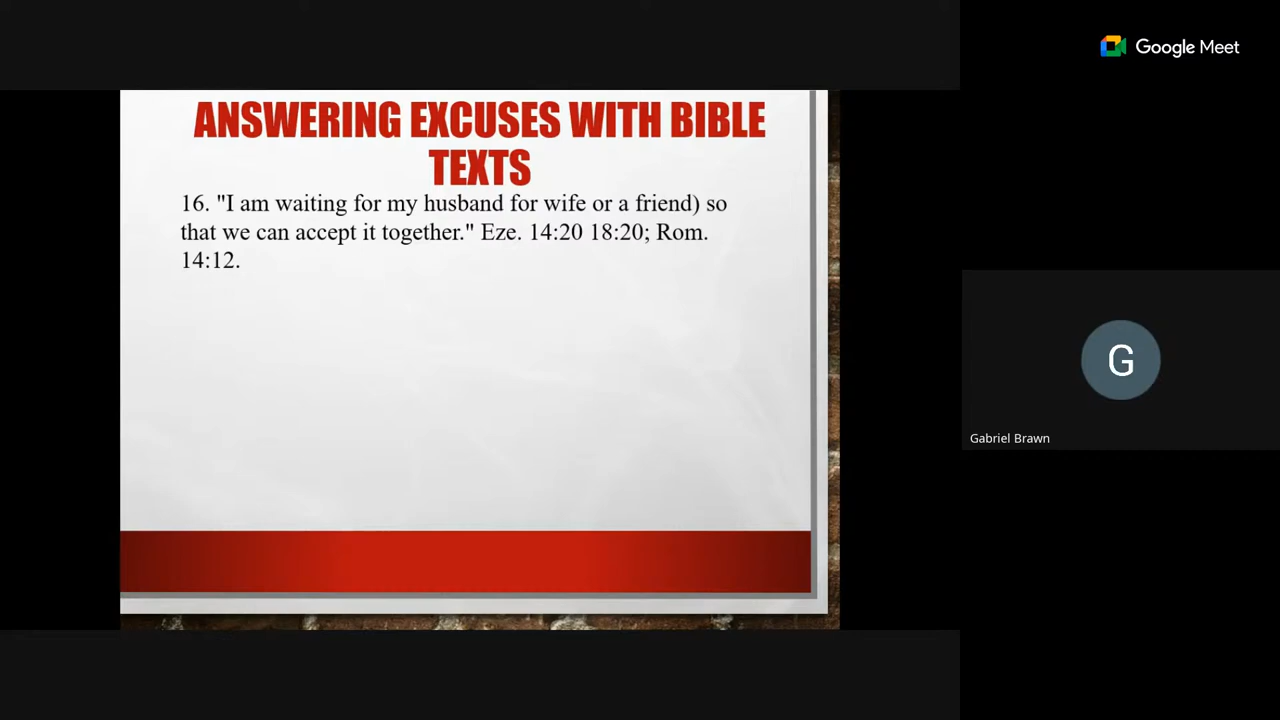 Google Meet
ANSWERING EXCUSES WITH BIBLE
TEXTS
16. "I am waiting for my husband for wife or a friend) so
that we can accept it together." Eze. 14:20 18:20; Rom.
14:12.
G
Gabriel Brawn